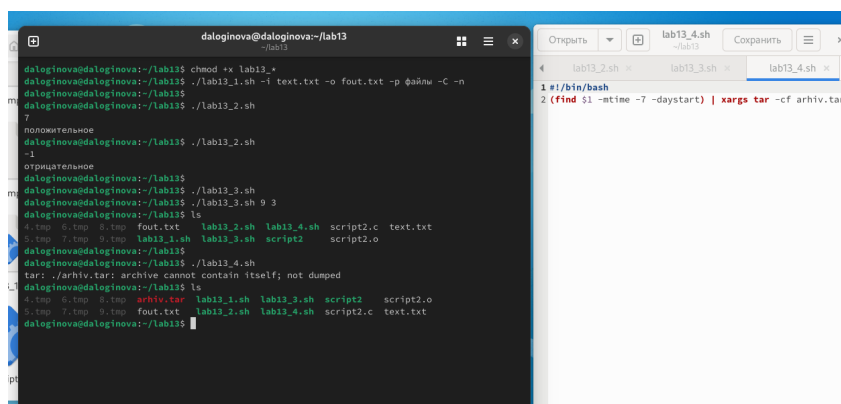 daloginova@daloginova:~/lab13
~/lab13
daloginova@daloginova:~/lab13$ chmod +x lab13_*
daloginova@daloginova:~/lab13$ ./lab13_1.sh -i text.txt -o fout.txt -p файлы -C -n
daloginova@daloginova:~/lab13$
daloginova@daloginova:~/lab13$ ./lab13_2.sh
7
положительное
daloginova@daloginova:~/lab13$ ./lab13_2.sh
-1
отрицательное
daloginova@daloginova:~/lab13$
daloginova@daloginova:~/lab13$ ./lab13_3.sh
daloginova@daloginova:~/lab13$ ./lab13_3.sh 9 3
daloginova@daloginova:~/lab13$ ls
4.tmp 6.tmp 8.tmp fout.txt lab13_2.sh lab13_4.sh script2.c text.txt
5.tmp 7.tmp 9.tmp lab13_1.sh lab13_3.sh script2 script2.o
daloginova@daloginova:~/lab13$
daloginova@daloginova:~/lab13$ ./lab13_4.sh
tar: ./arhiv.tar: archive cannot contain itself; not dumped
daloginova@daloginova:~/lab13$ ls
4.tmp 6.tmp 8.tmp arhiv.tar lab13_1.sh lab13_3.sh script2 script2.o
5.tmp 7.tmp 9.tmp fout.txt lab13_2.sh lab13_4.sh script2.c text.txt
daloginova@daloginova:~/lab13$
Открыть lab13_4.sh Сохранить
~/lab13
lab13_2.sh × lab13_3.sh × lab13_4.sh ×
1 #!/bin/bash
2 (find $1 -mtime -7 -daystart) | xargs tar -cf arhiv.tar